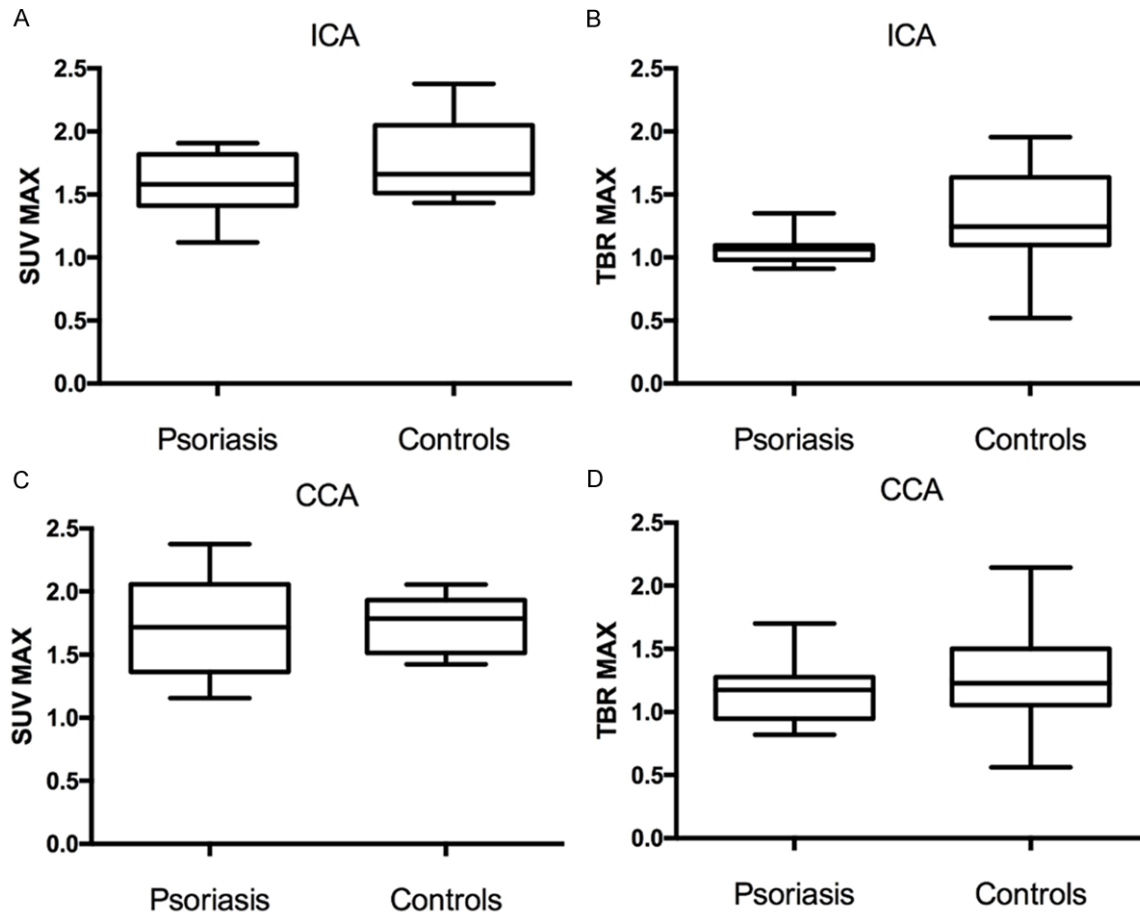 A
ICA
SUV MAX
2.5
2.0
1.5
1.0
0.5
0.0
Psoriasis
Controls
B
ICA
TBR MAX
2.5
2.0
1.5
1.0
0.5
0.0
Psoriasis
Controls
C
CCA
SUV MAX
2.5
2.0
1.5
1.0
0.5
0.0
Psoriasis
Controls
D
CCA
TBR MAX
2.5
2.0
1.5
1.0
0.5
0.0
Psoriasis
Controls